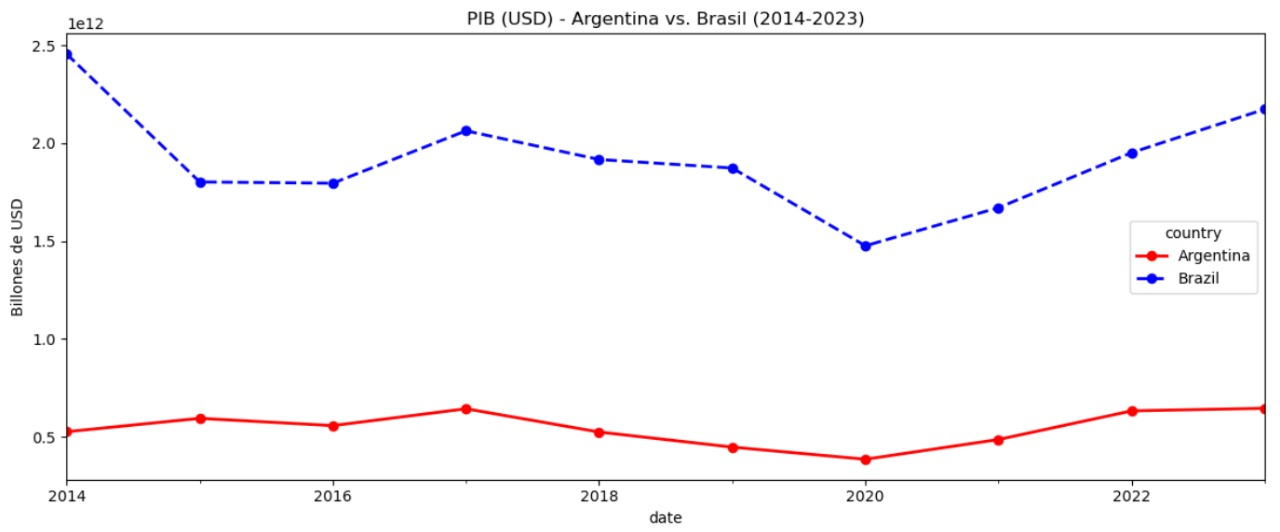 PIB (USD) - Argentina vs. Brasil (2014-2023)
1e12
2.5
2.0
1.5
1.0
0.5
Billones de USD
country
Argentina
Brazil
2014 2016 2018 2020 2022
date